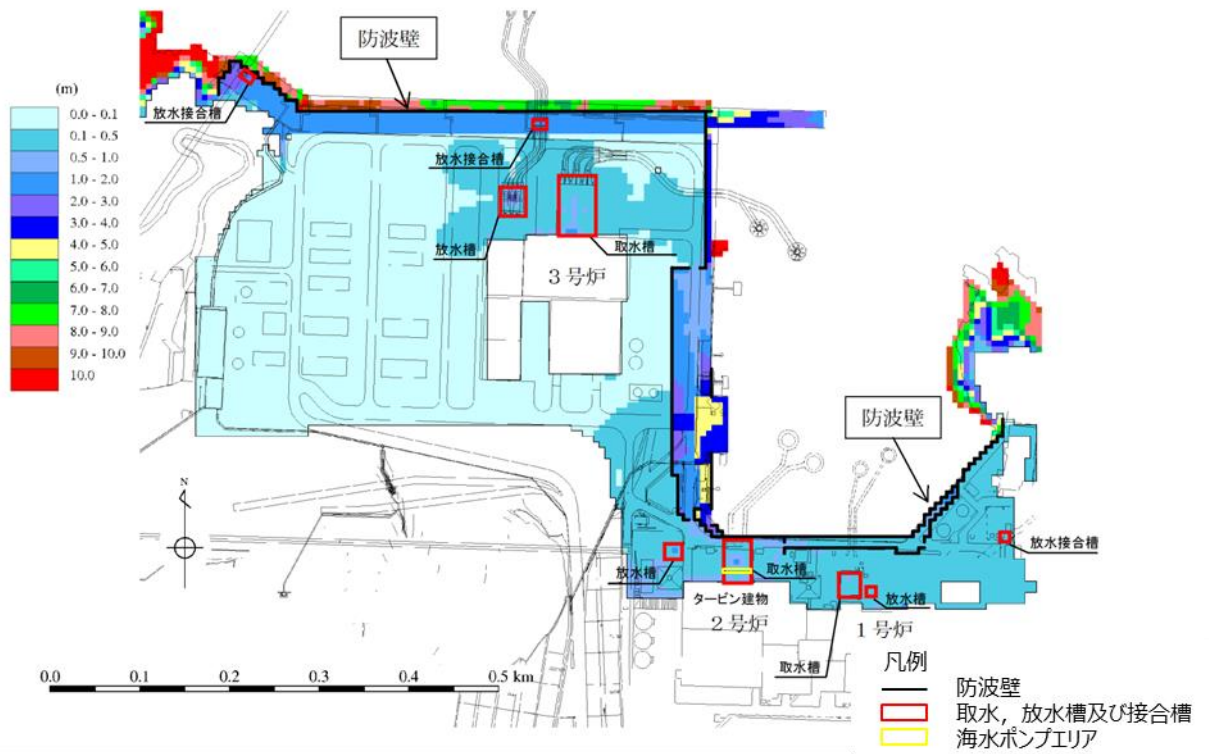 防波壁
(m)
0.0 - 0.1
0.1 - 0.5
0.5 - 1.0
1.0 - 2.0
2.0 - 3.0
3.0 - 4.0
4.0 - 5.0
5.0 - 6.0
6.0 - 7.0
7.0 - 8.0
8.0 - 9.0
9.0 - 10.0
10.0
放水接合槽
放水接合槽
放水槽
取水槽
3号炉
防波壁
N
放水槽
取水槽
放水接合槽
タービン建物
2号炉
放水槽
1号炉
取水槽
0.0 0.1 0.2 0.3 0.4 0.5 km
凡例
防波壁
取水，放水槽及び接合槽
海水ポンプエリア